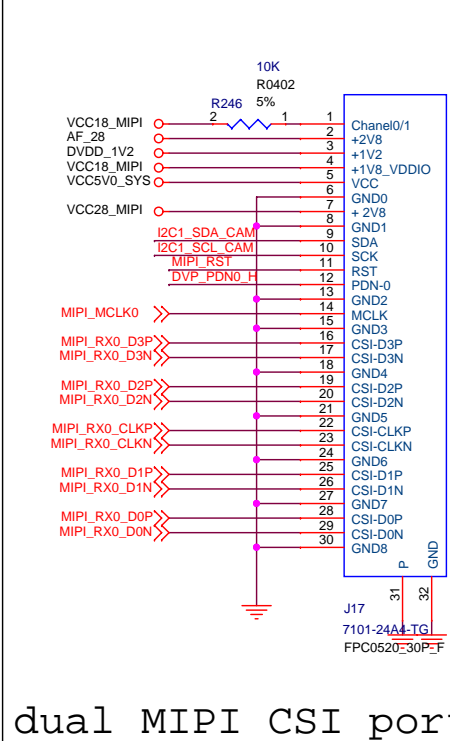 10K
R0402
R246 5%
2 1
VCC18_MIPI 1 Chanel0/1
AF_28 2 +2V8
DVDD_1V2 3 +1V2
VCC18_MIPI 4 +1V8_VDDIO
VCC5V0_SYS 5 VCC
6 GND0
VCC28_MIPI 7 + 2V8
8 GND1
I2C1_SDA_CAM 9 SDA
I2C1_SCL_CAM 10 SCK
MIPI_RST 11 RST
DVP_PDN0_H 12 PDN-0
13 GND2
MIPI_MCLK0 14 MCLK
15 GND3
MIPI_RX0_D3P 16 CSI-D3P
MIPI_RX0_D3N 17 CSI-D3N
18 GND4
MIPI_RX0_D2P 19 CSI-D2P
MIPI_RX0_D2N 20 CSI-D2N
21 GND5
MIPI_RX0_CLKP 22 CSI-CLKP
MIPI_RX0_CLKN 23 CSI-CLKN
24 GND6
MIPI_RX0_D1P 25 CSI-D1P
MIPI_RX0_D1N 26 CSI-D1N
27 GND7
MIPI_RX0_D0P 28 CSI-D0P
MIPI_RX0_D0N 29 CSI-D0N
30 GND8
P GND
31 32
J17
7101-24A4-TG
FPC0520_30P_F
dual MIPI CSI por